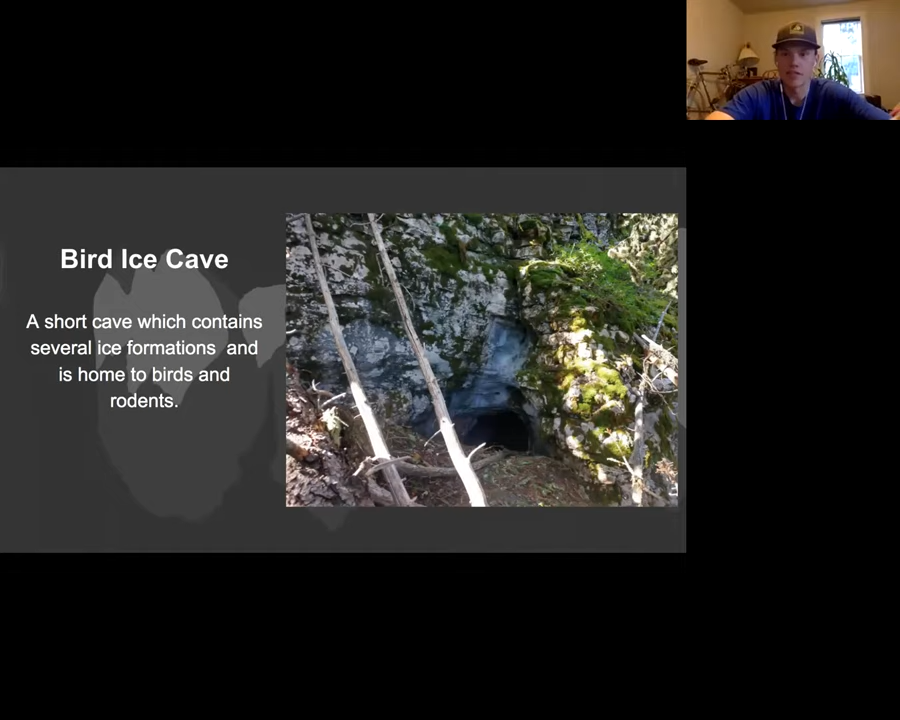 Bird Ice Cave
A short cave which contains
several ice formations  and
is home to birds and
rodents.